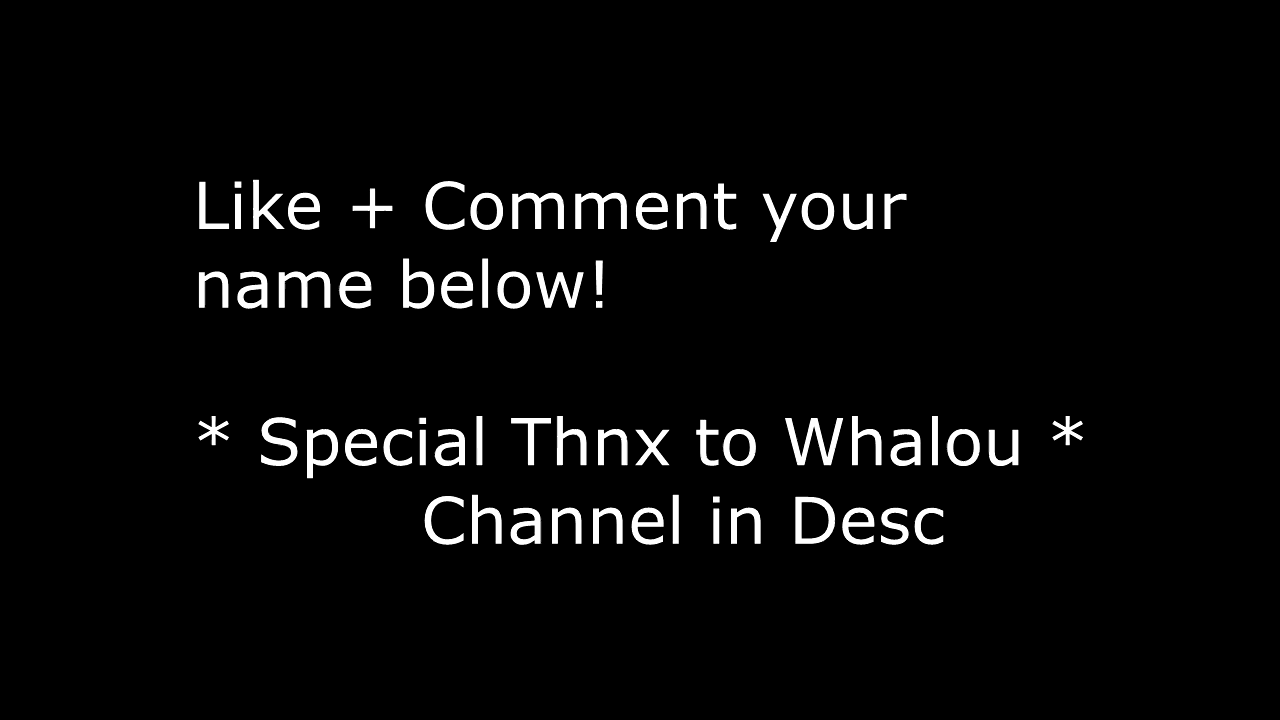 Like + Comment your
name below!
* Special Thnx to Whalou *
Channel in Desc